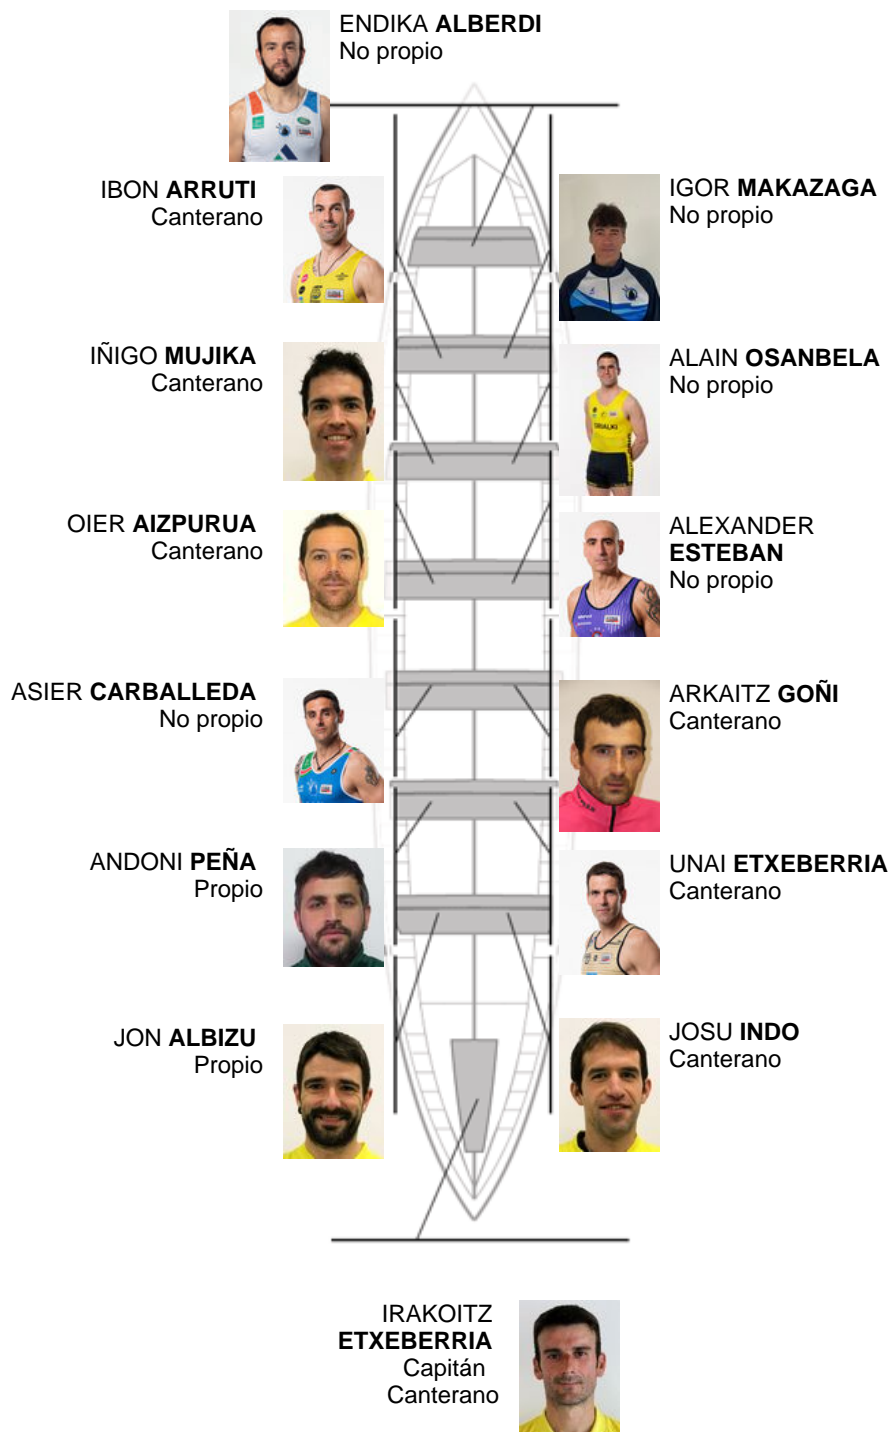 ENDIKA ALBERDI
No propio
IBON ARRUTI
Canterano
IGOR MAKAZAGA
No propio
IÑIGO MUJIKA
Canterano
ALAIN OSANBELA
No propio
OIER AIZPURUA
Canterano
ALEXANDER
ESTEBAN
No propio
ASIER CARBALLEDA
No propio
ARKAITZ GOÑI
Canterano
ANDONI PEÑA
Propio
UNAI ETXEBERRIA
Canterano
JON ALBIZU
Propio
JOSU INDO
Canterano
IRAKOITZ
ETXEBERRIA
Capitán
Canterano